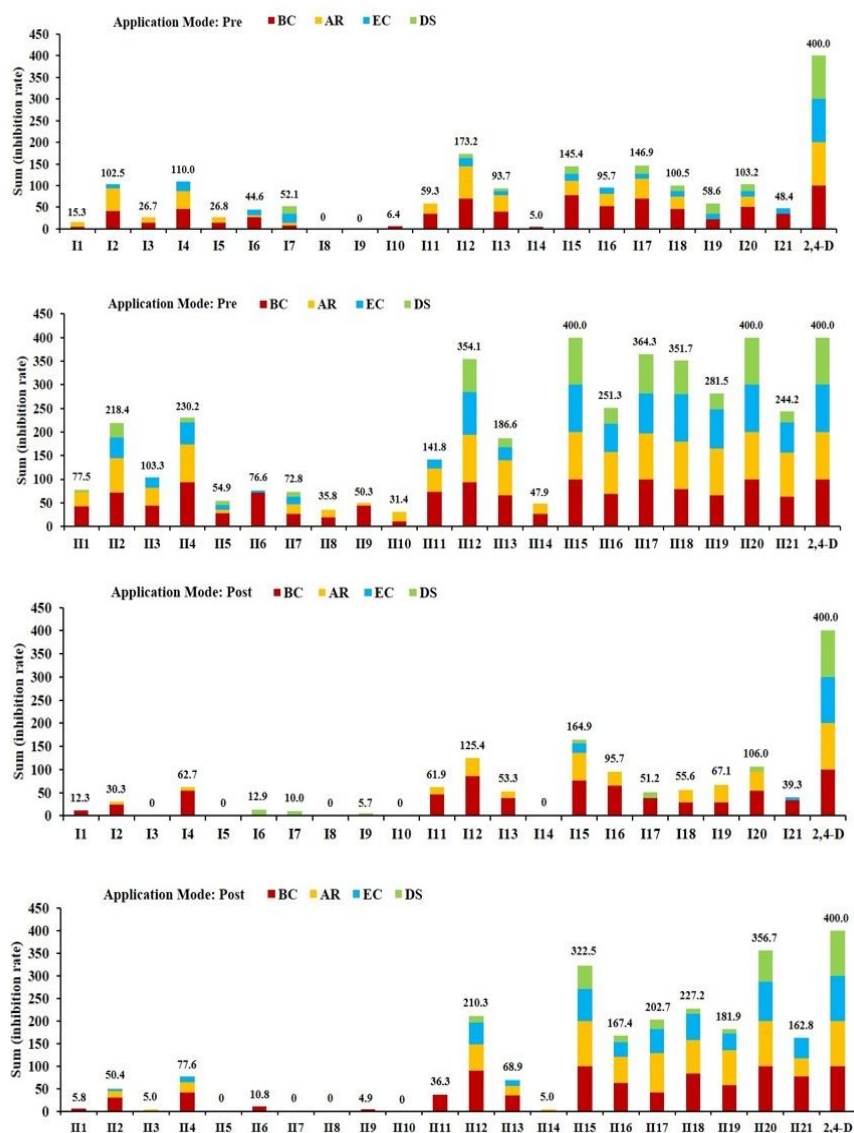 Application Mode: Pre BC AR EC DS
Sum (inhibition rate)
450
400
350
300
250
200
150
100
50
0
15.3 102.5 26.7 110.0 26.8 44.6 52.1 0 0 6.4 59.3 173.2 93.7 5.0 145.4 95.7 146.9 100.5 58.6 103.2 48.4 400.0
I1 I2 I3 I4 I5 I6 I7 I8 I9 I10 I11 I12 I13 I14 I15 I16 I17 I18 I19 I20 I21 2,4-D
Application Mode: Pre BC AR EC DS
Sum (inhibition rate)
450
400
350
300
250
200
150
100
50
0
77.5 218.4 103.3 230.2 54.9 76.6 72.8 35.8 50.3 31.4 141.8 354.1 186.6 47.9 400.0 251.3 364.3 351.7 281.5 400.0 244.2 400.0
II1 II2 II3 II4 II5 II6 II7 II8 II9 II10 II11 II12 II13 II14 II15 II16 II17 II18 II19 II20 II21 2,4-D
Application Mode: Post BC AR EC DS
Sum (inhibition rate)
450
400
350
300
250
200
150
100
50
0
12.3 30.3 0 62.7 0 12.9 10.0 0 5.7 0 61.9 125.4 53.3 0 164.9 95.7 51.2 55.6 67.1 106.0 39.3 400.0
I1 I2 I3 I4 I5 I6 I7 I8 I9 I10 I11 I12 I13 I14 I15 I16 I17 I18 I19 I20 I21 2,4-D
Application Mode: Post BC AR EC DS
Sum (inhibition rate)
450
400
350
300
250
200
150
100
50
0
5.8 50.4 5.0 77.6 0 10.8 0 0 4.9 0 36.3 210.3 68.9 5.0 322.5 167.4 202.7 227.2 181.9 356.7 162.8 400.0
II1 II2 II3 II4 II5 II6 II7 II8 II9 II10 II11 II12 II13 II14 II15 II16 II17 II18 II19 II20 II21 2,4-D